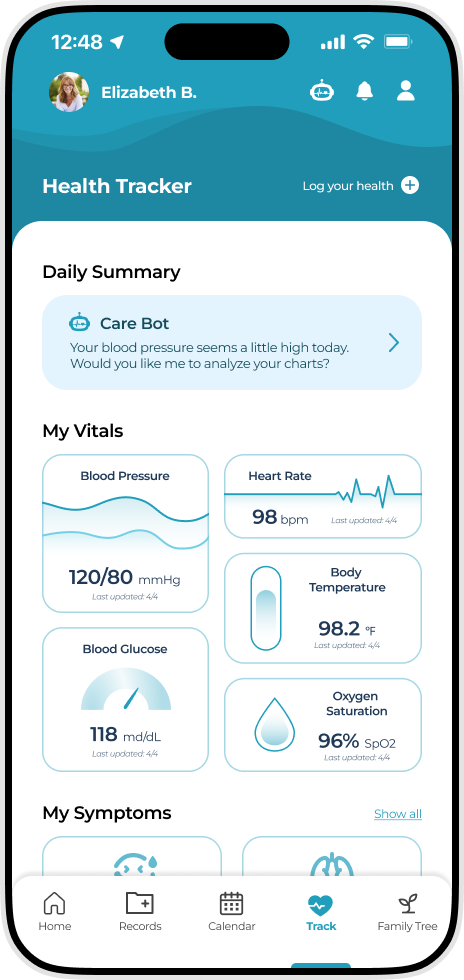 12:48
Elizabeth B.
Health Tracker
Log your health
Daily Summary
Care Bot
Your blood pressure seems a little high today.
Would you like me to analyze your charts?
My Vitals
Blood Pressure
120/80 mmHg
Last updated: 4/4
Heart Rate
98 bpm
Last updated: 4/4
Body
Temperature
98.2 °F
Last updated: 4/4
Blood Glucose
118 md/dL
Last updated: 4/4
Oxygen
Saturation
96% SpO2
Last updated: 4/4
My Symptoms
Show all
Home
Records
Calendar
Track
Family Tree